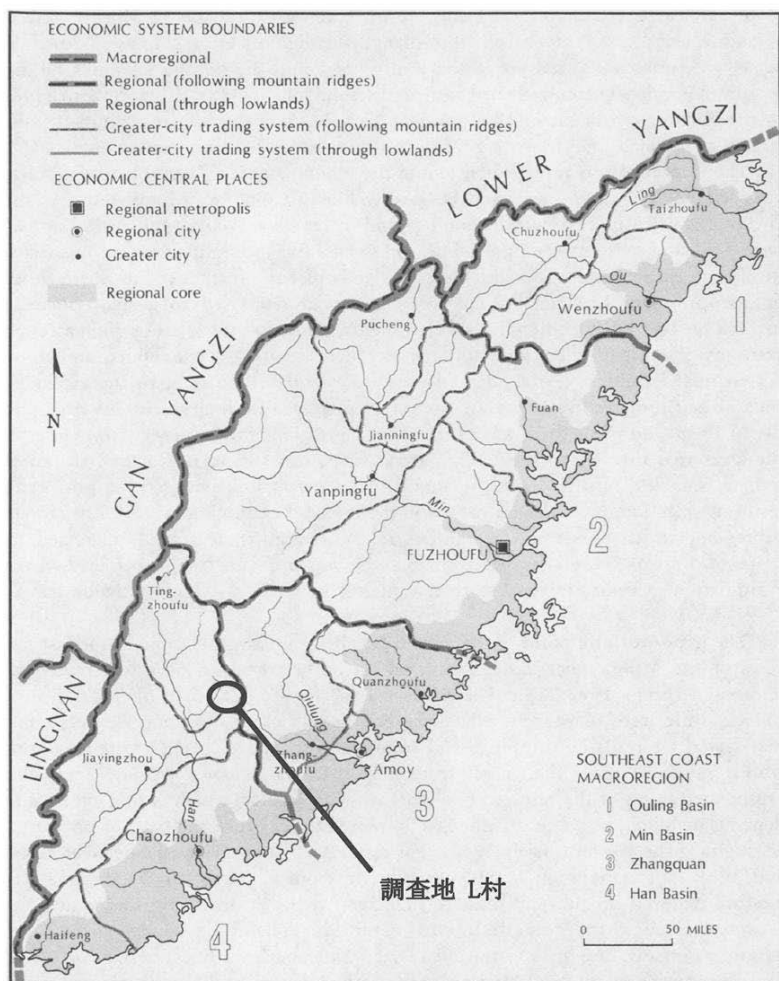 ECONOMIC SYSTEM BOUNDARIES
Macroregional
Regional (following mountain ridges)
Regional (through lowlands)
Greater-city trading system (following mountain ridges)
Greater-city trading system (through lowlands)
ECONOMIC CENTRAL PLACES
Regional metropolis
Regional city
Greater city
Regional core
N
LOWER YANGZI
GAN YANGZI
LINGNAN
Ling
Taizhoufu
Chuzhoufu
Ou
Wenzhoufu
1
Pucheng
Fuan
Jianningfu
Yanpingfu
Min
2
FUZHOUFU
Ting-
zhoufu
Quanzhoufu
Jiulung
Zhang-
zhoufu
Amoy
Jiayingzhou
3
Han
Chaozhoufu
Haifeng
4
調査地 L村
SOUTHEAST COAST
MACROREGION
1 Ouling Basin
2 Min Basin
3 Zhangquan
4 Han Basin
0 50 MILES